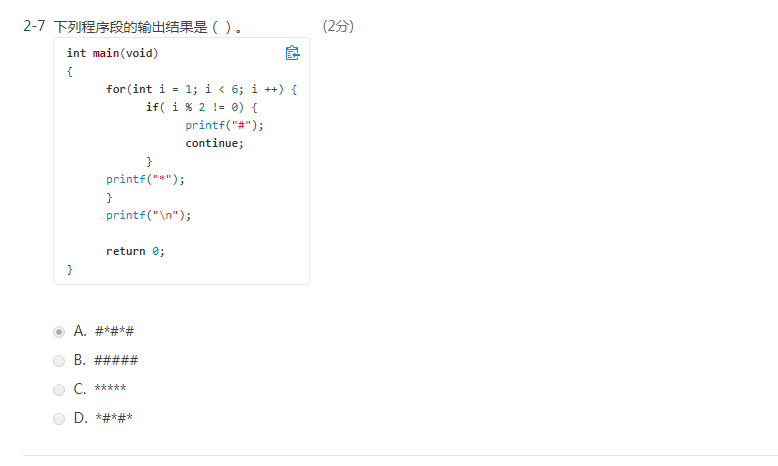 2-7 下列程序段的输出结果是 ( ) 。 (2分)
int main(void)
{
for(int i = 1; i < 6; i ++) {
if( i % 2 != 0) {
printf("#");
continue;
}
printf("*");
}
printf("\n");
return 0;
}
A. #*#*#
B. #####
C. *****
D. *#*#*